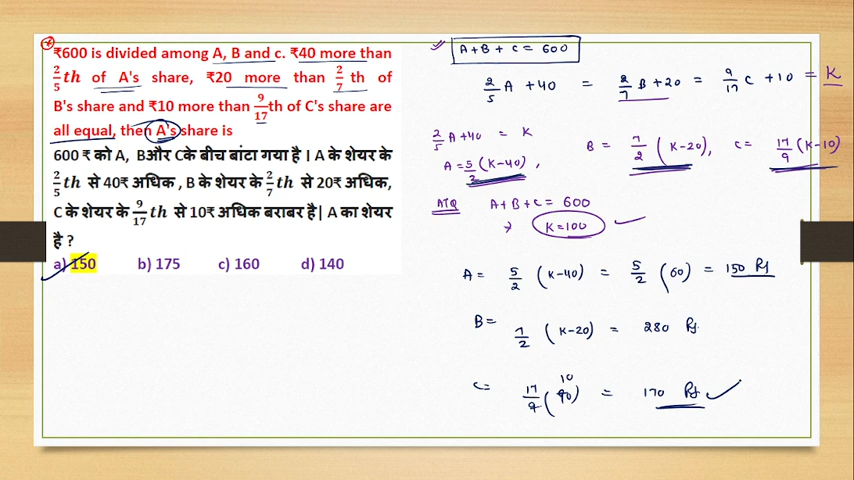 ₹600 is divided among A, B and c. ₹40 more than
2/5 th of A's share, ₹20 more than 2/7 th of
B's share and ₹10 more than 9/17 th of C's share are
all equal, then A's share is
600 ₹ को A, Bऔर Cके बीच बांटा गया है । A के शेयर के
2/5 th से 40₹ अधिक , B के शेयर के 2/7 th से 20₹ अधिक,
C के शेयर के 9/17 th से 10₹ अधिक बराबर है| A का शेयर
है ?
a) 150 b) 175 c) 160 d) 140
A + B + C = 600
2/5 A + 40 = 2/7 B + 20 = 9/17 C + 10 = K
2/5 A + 40 = K
A = 5/2 (K-40) , B = 7/2 (K-20), C = 17/9 (K-10)
ATQ A + B + C = 600
K = 100
A = 5/2 (K-40) = 5/2 (60) = 150 Rs
B = 7/2 (K-20) = 280 Rs
C = 17/9 (90) 10 = 170 Rs